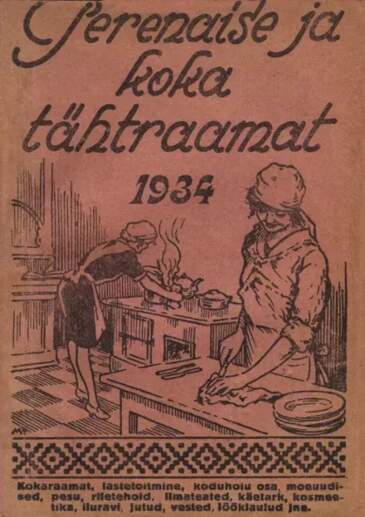 Perenaise ja
koka
tähtraamat
1934
MT
Kokaraamat, lastetoitmine, koduhoiu osa, moeuudi-
sed, pesu, riietehoid, ilmateated, käetark, kosmee-
tika, iluravi, jutud, vested, lööklaulud jne.